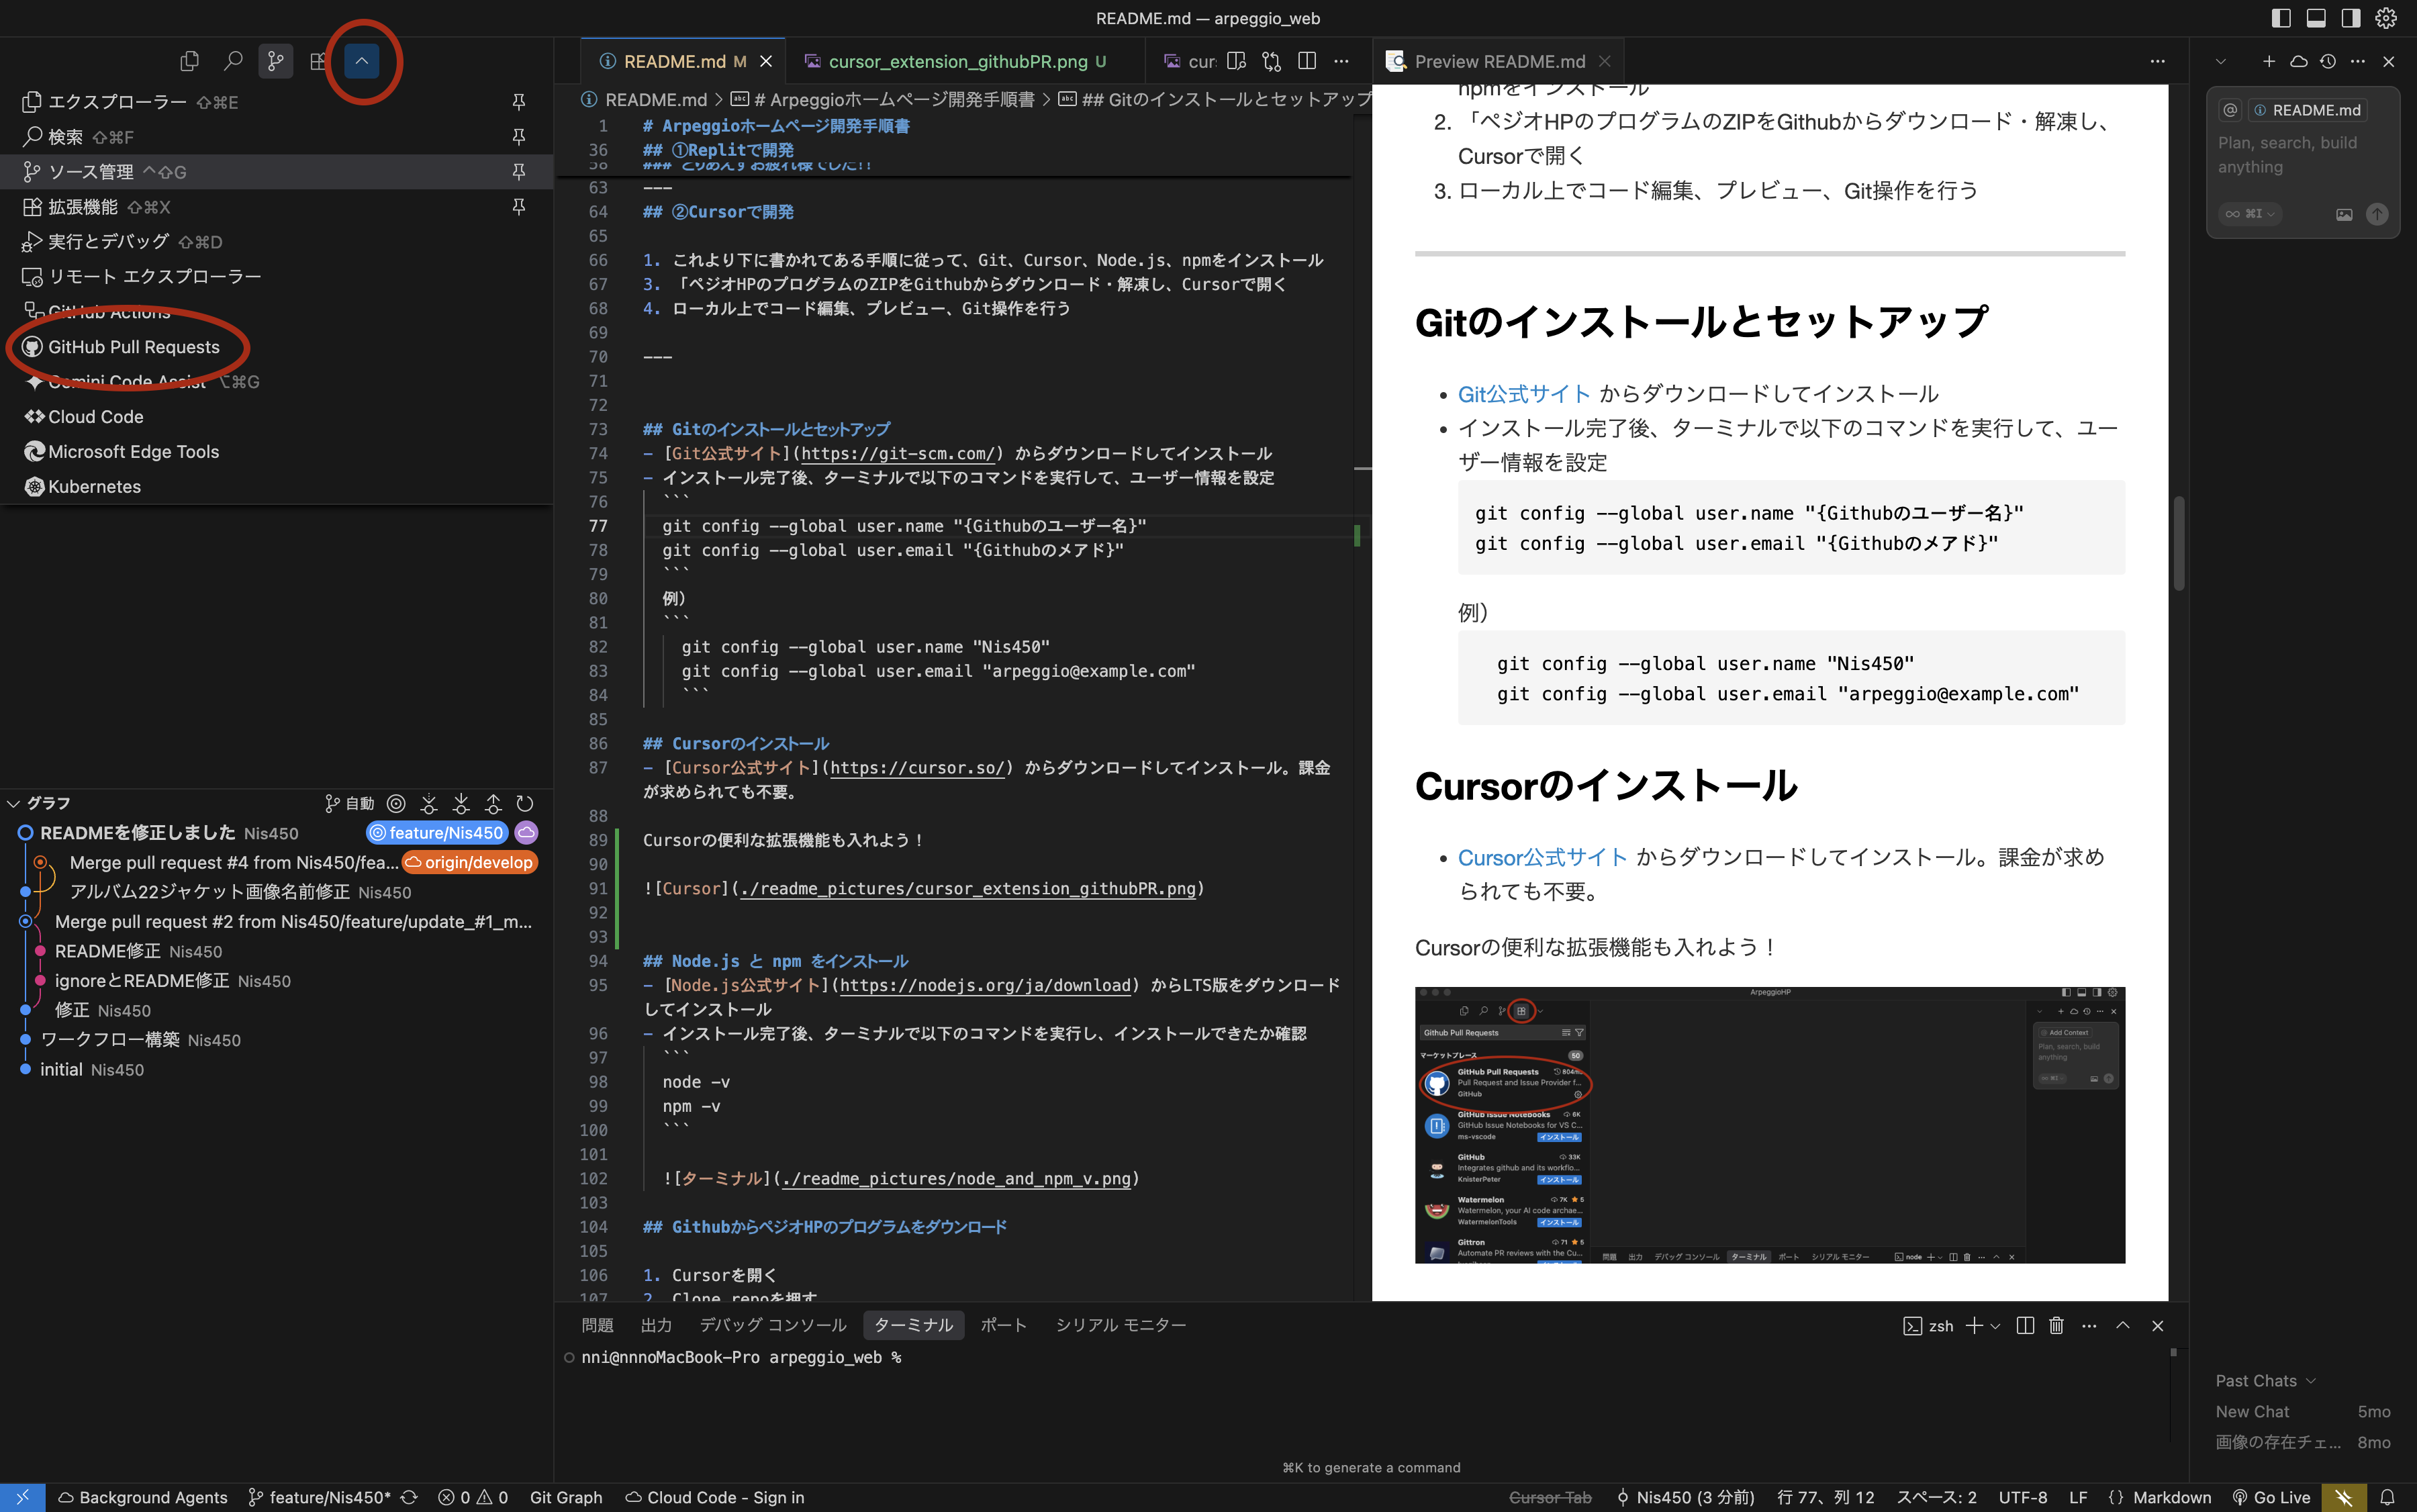 README.md — arpeggio_web
エクスプローラー ⇧⌘E
検索 ⇧⌘F
ソース管理 ^⇧G
拡張機能 ⇧⌘X
実行とデバッグ ⇧⌘D
リモート エクスプローラー
GitHub Actions
GitHub Pull Requests
Gemini Code Assist ⌥⌘G
Cloud Code
Microsoft Edge Tools
Kubernetes
グラフ
自動
READMEを修正しました Nis450 feature/Nis450
Merge pull request #4 from Nis450/fea... origin/develop
アルバム22ジャケット画像名前修正 Nis450
Merge pull request #2 from Nis450/feature/update_#1_m...
README修正 Nis450
ignoreとREADME修正 Nis450
修正 Nis450
ワークフロー構築 Nis450
initial Nis450
README.md M
cursor_extension_githubPR.png U
cur
README.md > # Arpeggioホームページ開発手順書 > ## Gitのインストールとセットアップ
1 # Arpeggioホームページ開発手順書
36 ## ①Replitで開発
58 ### とりあえずお疲れ様でした!!
63 ---
64 ## ②Cursorで開発
65
66 1. これより下に書かれてある手順に従って、Git、Cursor、Node.js、npmをインストール
67 3. 「ペジオHPのプログラムのZIPをGithubからダウンロード・解凍し、Cursorで開く
68 4. ローカル上でコード編集、プレビュー、Git操作を行う
69
70 ---
71
72
73 ## Gitのインストールとセットアップ
74 - [Git公式サイト](https://git-scm.com/) からダウンロードしてインストール
75 - インストール完了後、ターミナルで以下のコマンドを実行して、ユーザー情報を設定
76 ```
77 git config --global user.name "{Githubのユーザー名}"
78 git config --global user.email "{Githubのメアド}"
79 ```
80 例）
81 ```
82 git config --global user.name "Nis450"
83 git config --global user.email "arpeggio@example.com"
84 ```
85
86 ## Cursorのインストール
87 - [Cursor公式サイト](https://cursor.so/) からダウンロードしてインストール。課金
が求められても不要。
88
89 Cursorの便利な拡張機能も入れよう！
90
91 ![Cursor](./readme_pictures/cursor_extension_githubPR.png)
92
93
94 ## Node.js と npm をインストール
95 - [Node.js公式サイト](https://nodejs.org/ja/download) からLTS版をダウンロード
してインストール
96 - インストール完了後、ターミナルで以下のコマンドを実行し、インストールできたか確認
97 ```
98 node -v
99 npm -v
100 ```
101
102 ![ターミナル](./readme_pictures/node_and_npm_v.png)
103
104 ## GithubからペジオHPのプログラムをダウンロード
105
106 1. Cursorを開く
107 2. Clone repoを押す
Preview README.md
npmをインストール
2. 「ペジオHPのプログラムのZIPをGithubからダウンロード・解凍し、
Cursorで開く
3. ローカル上でコード編集、プレビュー、Git操作を行う
Gitのインストールとセットアップ
• Git公式サイト からダウンロードしてインストール
• インストール完了後、ターミナルで以下のコマンドを実行して、ユー
ザー情報を設定
git config --global user.name "{Githubのユーザー名}"
git config --global user.email "{Githubのメアド}"
例）
git config --global user.name "Nis450"
git config --global user.email "arpeggio@example.com"
Cursorのインストール
• Cursor公式サイト からダウンロードしてインストール。課金が求め
られても不要。
Cursorの便利な拡張機能も入れよう！
ArpeggioHP
Github Pull Requests
マーケットプレース 50
GitHub Pull Requests
Pull Request and Issue Provider f...
GitHub
GitHub Issue Notebooks 6K
GitHub Issue Notebooks for VS C...
ms-vscode インストール
GitHub 33K
Integrates github and its workflo...
KnisterPeter インストール
Watermelon 7K ★ 5
Watermelon, your AI code archae...
WatermelonTools インストール
Gittron 71 ★ 5
Automate PR reviews with the Cu...
Add Context
Plan, search, build
anything
問題 出力 デバッグ コンソール ターミナル ポート シリアル モニター node
@ README.md
Plan, search, build
anything
∞ ⌘I
Past Chats
New Chat 5mo
画像の存在チェ... 8mo
問題 出力 デバッグ コンソール ターミナル ポート シリアル モニター zsh
nni@nnnoMacBook-Pro arpeggio_web %
⌘K to generate a command
Background Agents feature/Nis450* 0 0 Git Graph Cloud Code - Sign in Cursor Tab Nis450 (3 分前) 行 77、列 12 スペース: 2 UTF-8 LF {} Markdown Go Live